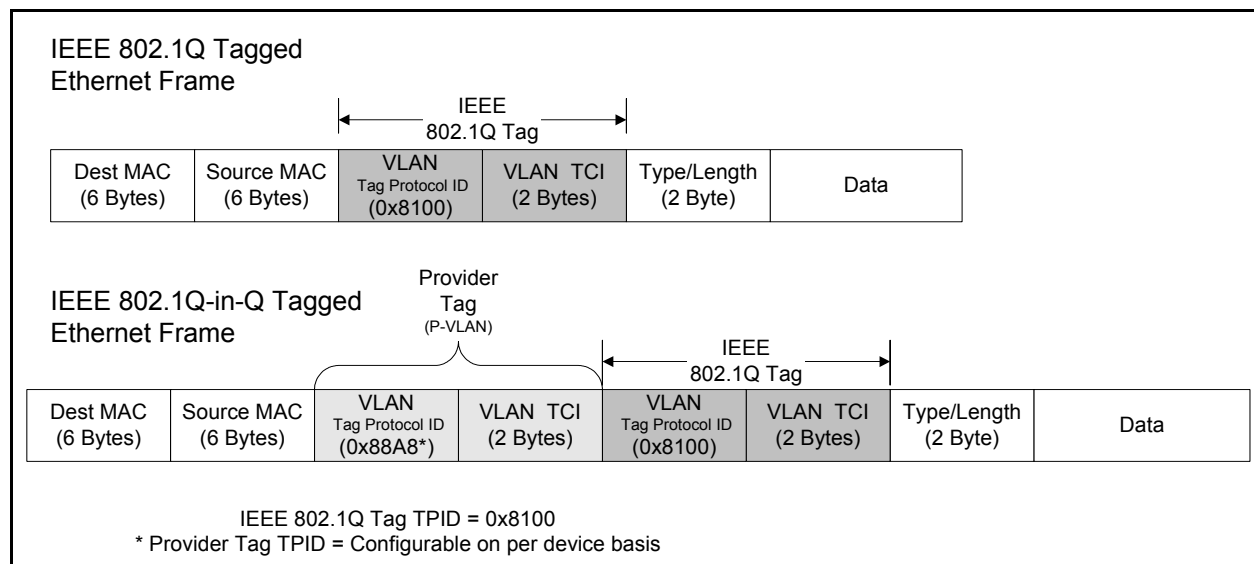 IEEE 802.1Q Tagged
Ethernet Frame
IEEE
802.1Q Tag
Dest MAC
(6 Bytes)
Source MAC
(6 Bytes)
VLAN
Tag Protocol ID
(0x8100)
VLAN TCI
(2 Bytes)
Type/Length
(2 Byte)
Data
IEEE 802.1Q-in-Q Tagged
Ethernet Frame
Provider
Tag
(P-VLAN)
IEEE
802.1Q Tag
Dest MAC
(6 Bytes)
Source MAC
(6 Bytes)
VLAN
Tag Protocol ID
(0x88A8*)
VLAN TCI
(2 Bytes)
VLAN
Tag Protocol ID
(0x8100)
VLAN TCI
(2 Bytes)
Type/Length
(2 Byte)
Data
IEEE 802.1Q Tag TPID = 0x8100
* Provider Tag TPID = Configurable on per device basis